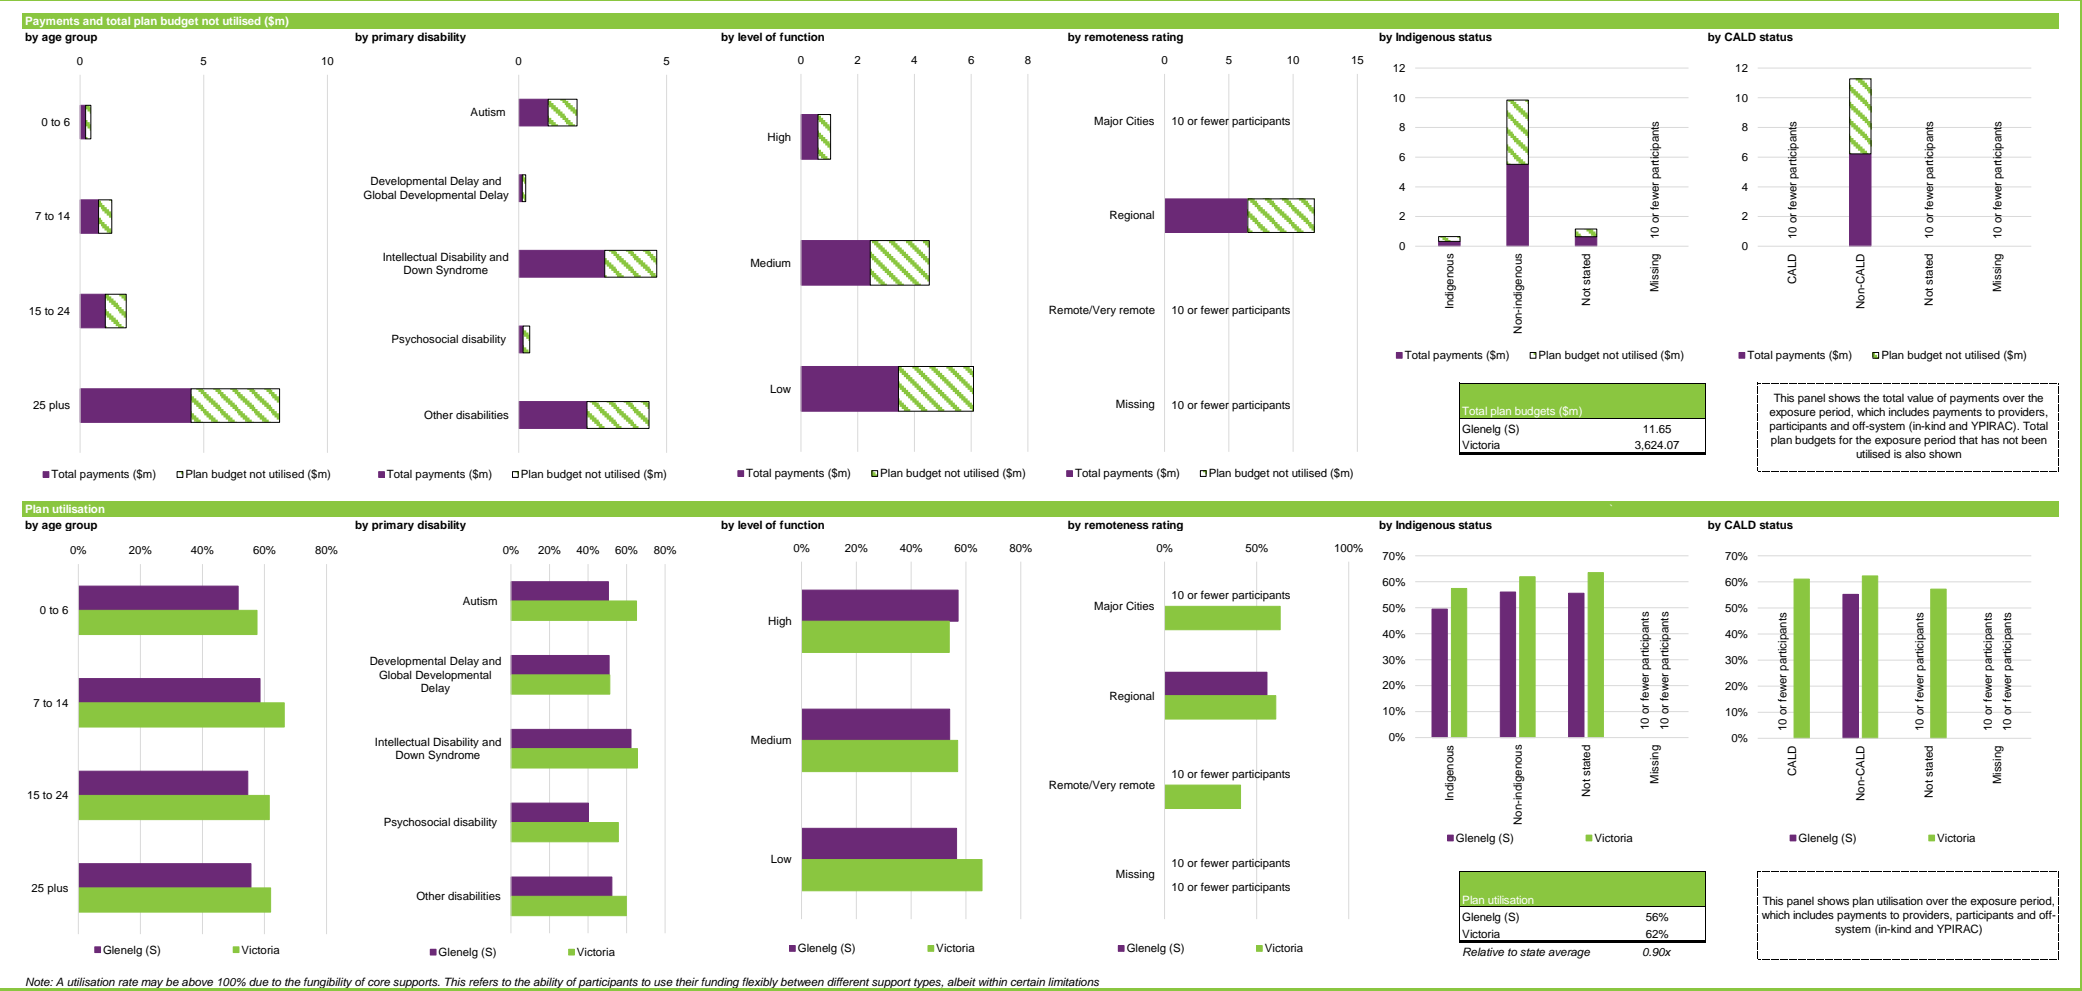 Payments and total plan budget not utilised ($m)
by age group
0
5
10
0 to 6
7 to 14
15 to 24
25 plus
Total payments ($m)
Plan budget not utilised ($m)
by primary disability
0
5
Autism
Developmental Delay and
Global Developmental Delay
Intellectual Disability and
Down Syndrome
Psychosocial disability
Other disabilities
Total payments ($m)
Plan budget not utilised ($m)
by level of function
0
2
4
6
8
High
Medium
Low
Total payments ($m)
Plan budget not utilised ($m)
by remoteness rating
0
5
10
15
Major Cities
10 or fewer participants
Regional
Remote/Very remote
10 or fewer participants
Missing
10 or fewer participants
Total payments ($m)
Plan budget not utilised ($m)
by Indigenous status
12
10
8
6
4
2
0
10 or fewer participants
Indigenous
Non-indigenous
Not stated
Missing
Total payments ($m)
Plan budget not utilised ($m)
by CALD status
12
10
8
6
4
2
0
10 or fewer participants
10 or fewer participants
10 or fewer participants
CALD
Non-CALD
Not stated
Missing
Total payments ($m)
Plan budget not utilised ($m)
Total plan budgets ($m)
Glenelg (S) 11.65
Victoria 3,624.07
This panel shows the total value of payments over the
exposure period, which includes payments to providers,
participants and off-system (in-kind and YPIRAC). Total
plan budgets for the exposure period that has not been
utilised is also shown
Plan utilisation
by age group
0%
20%
40%
60%
80%
0 to 6
7 to 14
15 to 24
25 plus
Glenelg (S)
Victoria
by primary disability
0%
20%
40%
60%
80%
Autism
Developmental Delay and
Global Developmental
Delay
Intellectual Disability and
Down Syndrome
Psychosocial disability
Other disabilities
Glenelg (S)
Victoria
by level of function
0%
20%
40%
60%
80%
High
Medium
Low
Glenelg (S)
Victoria
by remoteness rating
0%
50%
100%
Major Cities
10 or fewer participants
Regional
Remote/Very remote
10 or fewer participants
Missing
10 or fewer participants
10 or fewer participants
Glenelg (S)
Victoria
by Indigenous status
70%
60%
50%
40%
30%
20%
10%
0%
10 or fewer participants
10 or fewer participants
Indigenous
Non-indigenous
Not stated
Missing
Glenelg (S)
Victoria
by CALD status
70%
60%
50%
40%
30%
20%
10%
0%
10 or fewer participants
10 or fewer participants
10 or fewer participants
10 or fewer participants
CALD
Non-CALD
Not stated
Missing
Glenelg (S)
Victoria
Plan utilisation
Glenelg (S) 56%
Victoria 62%
Relative to state average 0.90x
This panel shows plan utilisation over the exposure period,
which includes payments to providers, participants and off-
system (in-kind and YPIRAC)
Note: A utilisation rate may be above 100% due to the fungibility of core supports. This refers to the ability of participants to use their funding flexibly between different support types, albeit within certain limitations